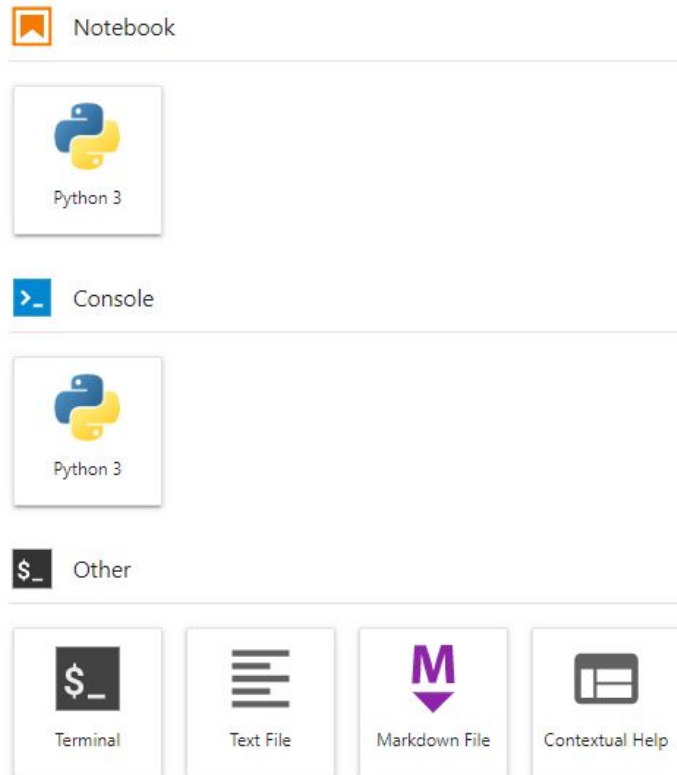 Notebook
Python 3
>_ Console
Python 3
$_ Other
$_
M
Terminal Text File Markdown File Contextual Help